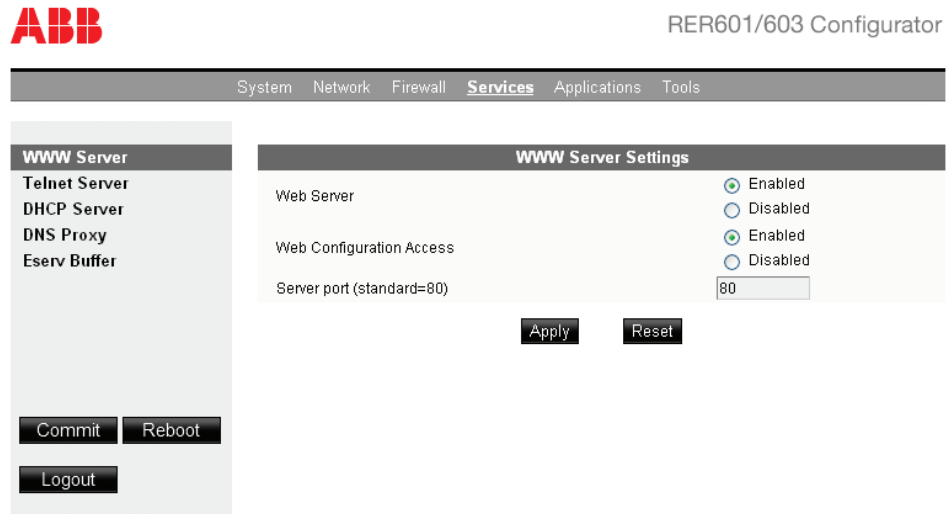 ABB
RER601/603 Configurator
System Network Firewall Services Applications Tools
WWW Server
Telnet Server
DHCP Server
DNS Proxy
Eserv Buffer
Commit Reboot
Logout
WWW Server Settings
Web Server
Enabled
Disabled
Web Configuration Access
Enabled
Disabled
Server port (standard=80) 80
Apply Reset